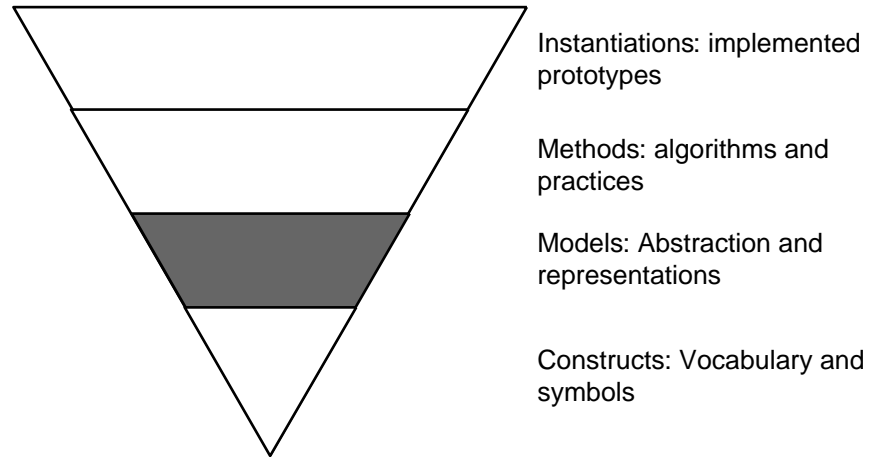 Instantiations: implemented
prototypes
Methods: algorithms and
practices
Models: Abstraction and
representations
Constructs: Vocabulary and
symbols